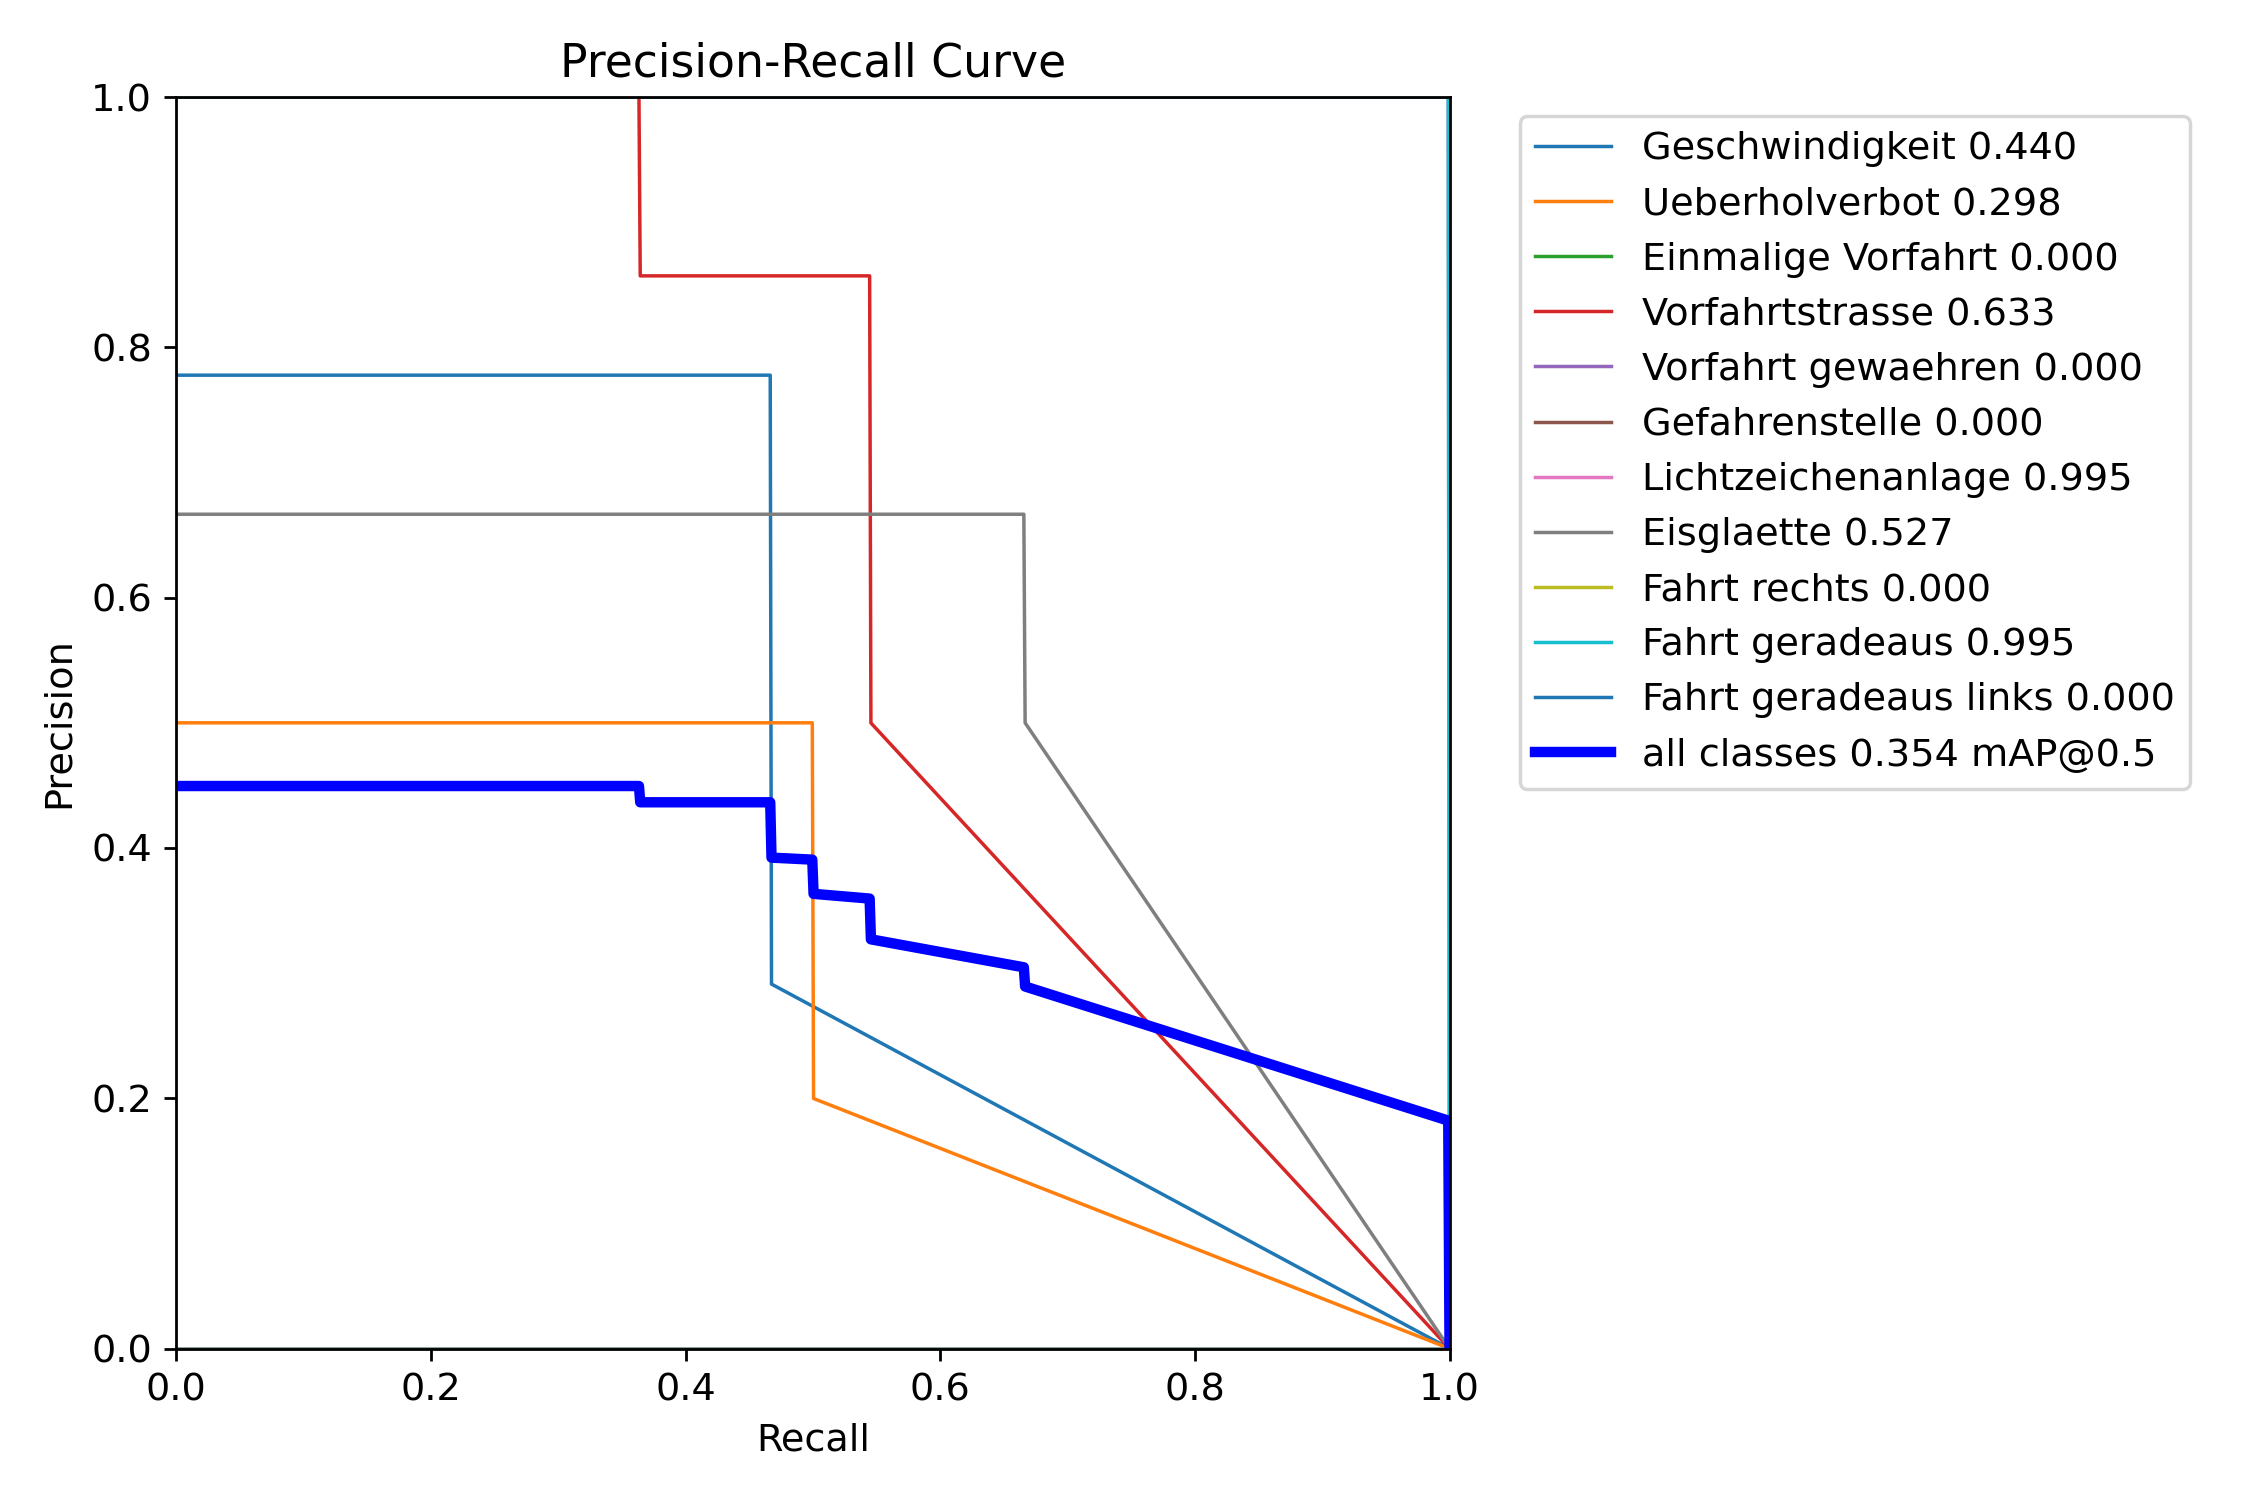 Precision-Recall Curve
1.0
0.8
0.6
0.4
0.2
0.0
Precision
0.0 0.2 0.4 0.6 0.8 1.0
Recall
Geschwindigkeit 0.440
Ueberholverbot 0.298
Einmalige Vorfahrt 0.000
Vorfahrtstrasse 0.633
Vorfahrt gewaehren 0.000
Gefahrenstelle 0.000
Lichtzeichenanlage 0.995
Eisglaette 0.527
Fahrt rechts 0.000
Fahrt geradeaus 0.995
Fahrt geradeaus links 0.000
all classes 0.354 mAP@0.5